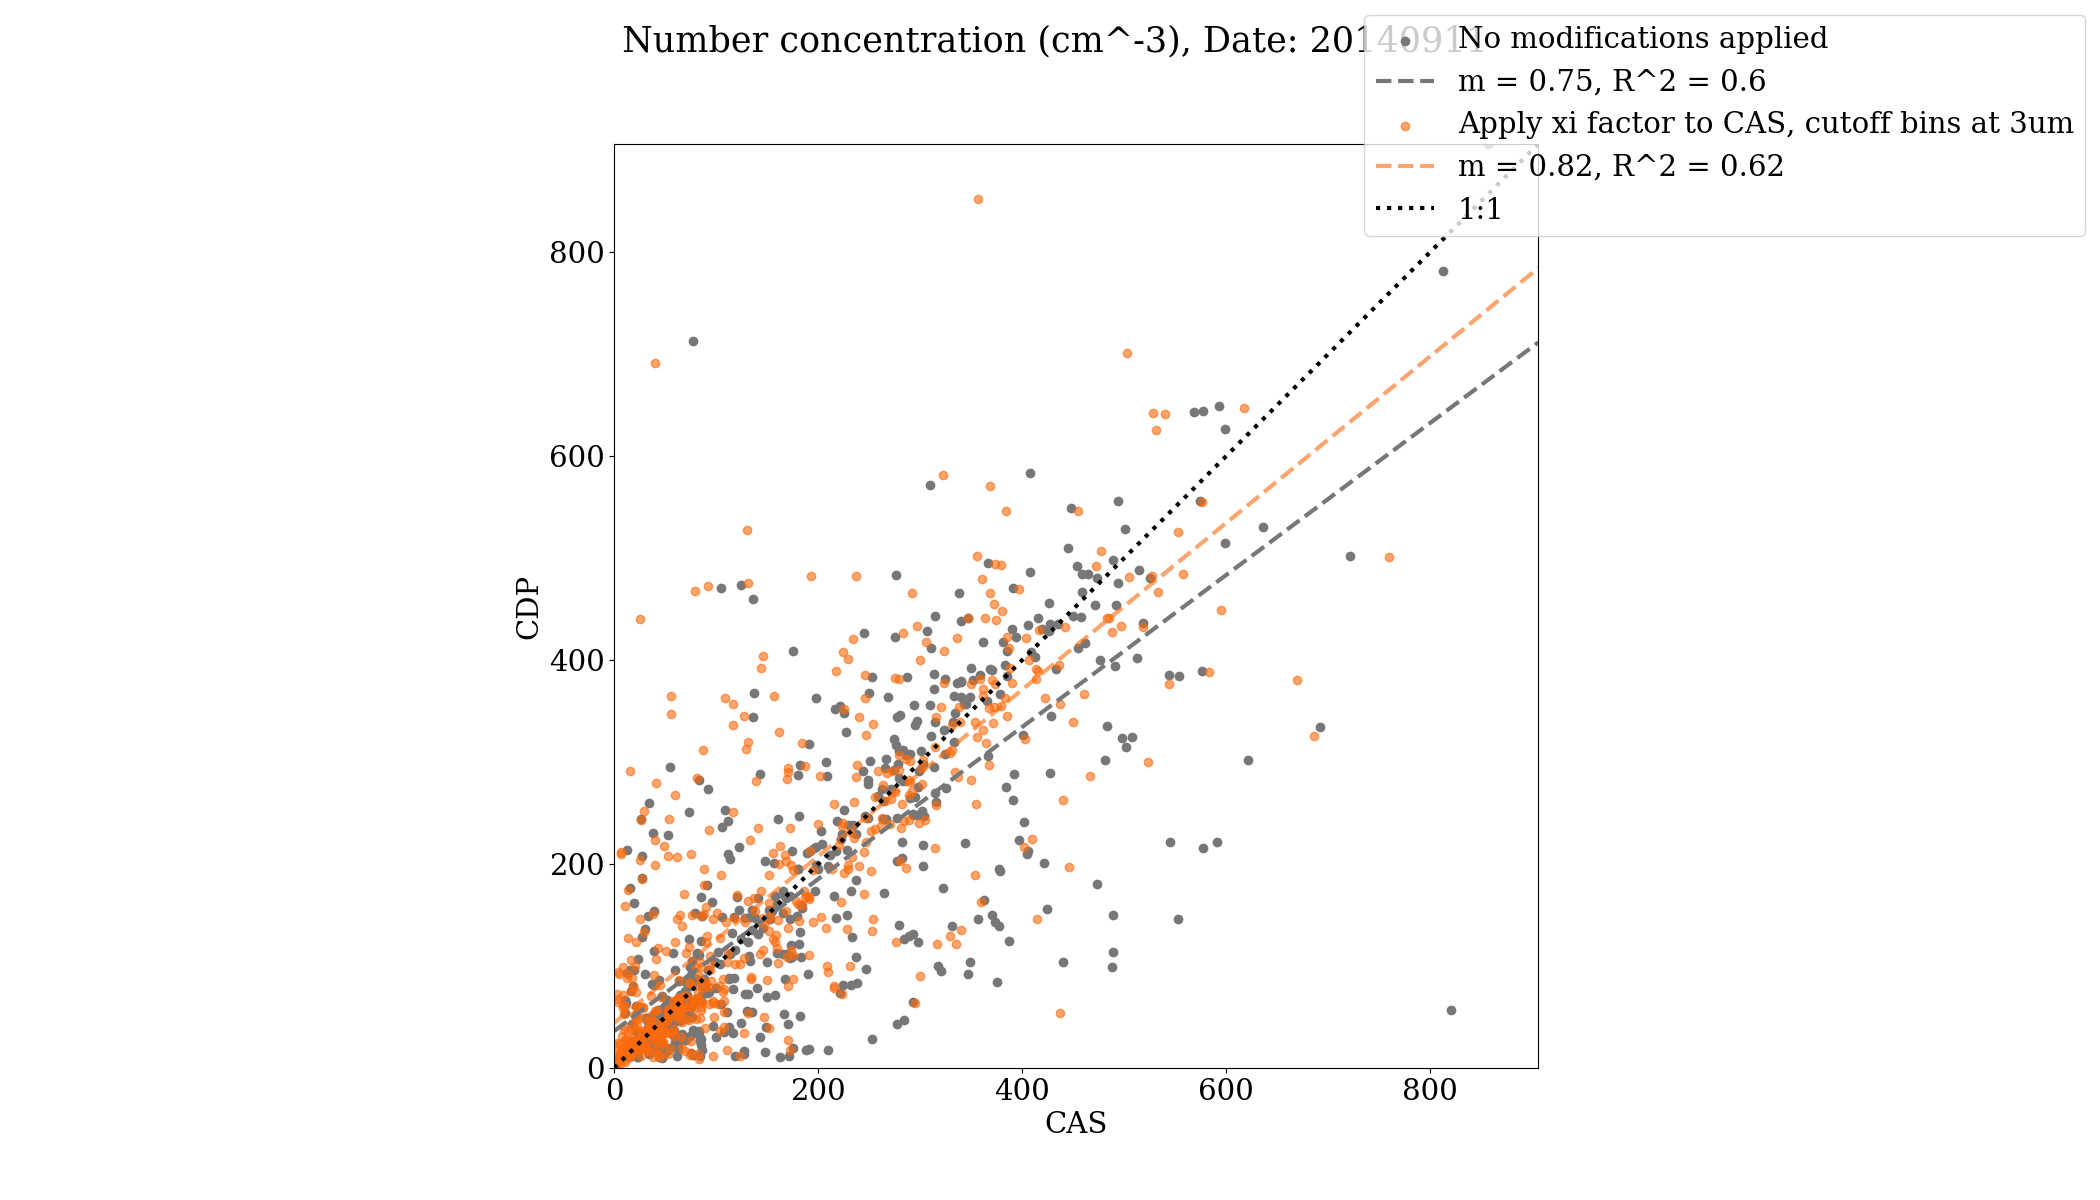 Number concentration (cm^-3), Date: 20140911
No modifications applied
m = 0.75, R^2 = 0.6
Apply xi factor to CAS, cutoff bins at 3um
m = 0.82, R^2 = 0.62
1:1
800
600
400
200
0
CDP
0 200 400 600 800
CAS